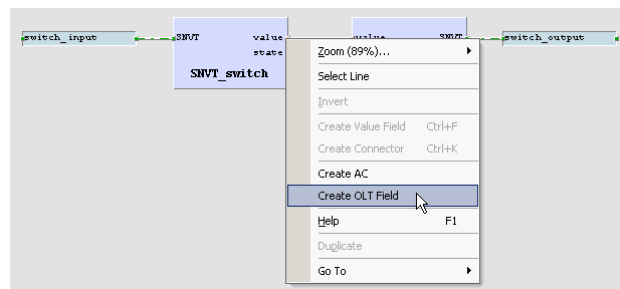 switch_input SNVT value value SNVT switch_output
state
SNVT_switch
Zoom (89%)...
Select Line
Invert
Create Value Field Ctrl+F
Create Connector Ctrl+K
Create AC
Create OLT Field
Help F1
Duplicate
Go To